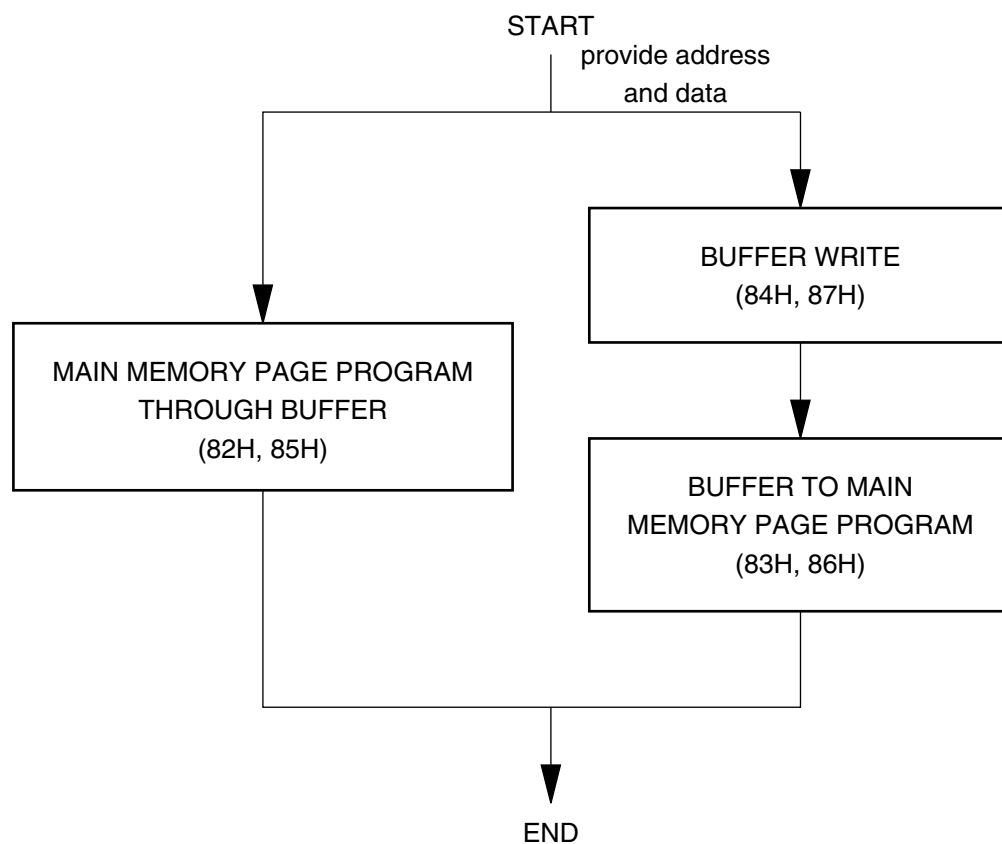 START
provide address
and data
BUFFER WRITE
(84H, 87H)
MAIN MEMORY PAGE PROGRAM
THROUGH BUFFER
(82H, 85H)
BUFFER TO MAIN
MEMORY PAGE PROGRAM
(83H, 86H)
END